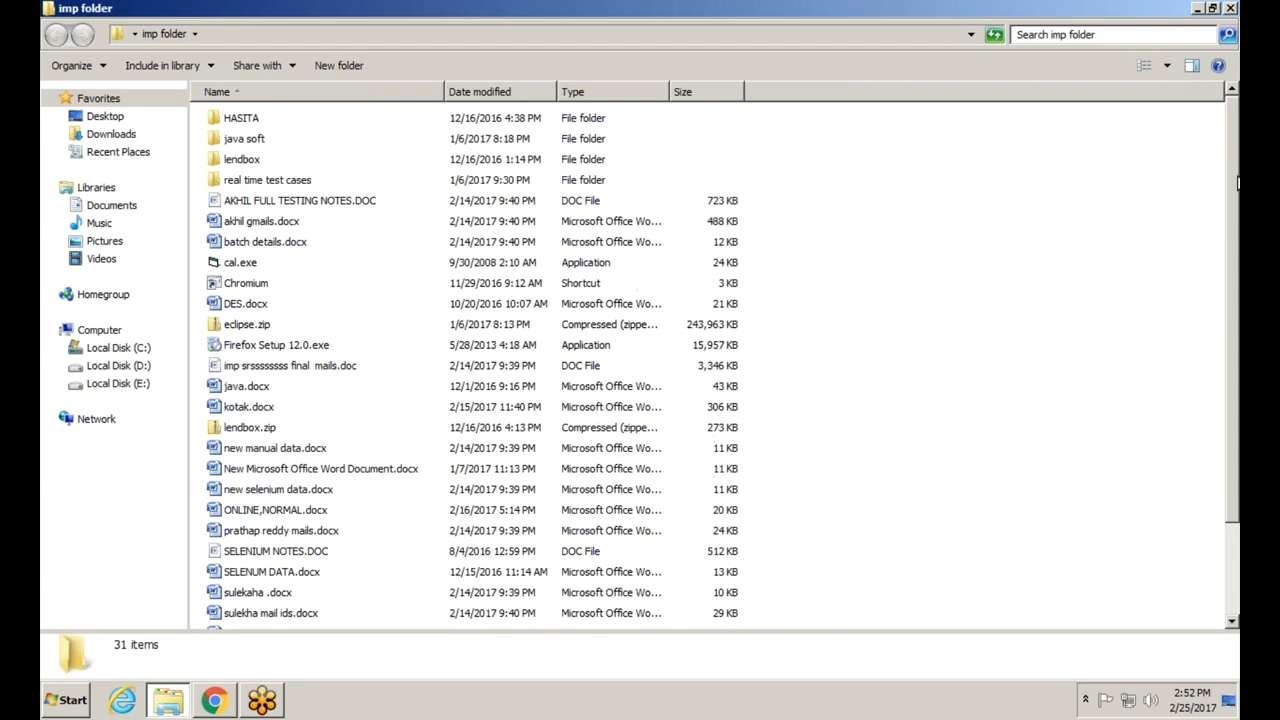 imp folder
imp folder
Search imp folder
Organize Include in library Share with New folder
Name Date modified Type Size
Favorites
Desktop
Downloads
Recent Places
Libraries
Documents
Music
Pictures
Videos
Homegroup
Computer
Local Disk (C:)
Local Disk (D:)
Local Disk (E:)
Network
HASITA 12/16/2016 4:38 PM File folder
java soft 1/6/2017 8:18 PM File folder
lendbox 12/16/2016 1:14 PM File folder
real time test cases 1/6/2017 9:30 PM File folder
AKHIL FULL TESTING NOTES.DOC 2/14/2017 9:40 PM DOC File 723 KB
akhil gmails.docx 2/14/2017 9:40 PM Microsoft Office Wo... 488 KB
batch details.docx 2/14/2017 9:40 PM Microsoft Office Wo... 12 KB
cal.exe 9/30/2008 2:10 AM Application 24 KB
Chromium 11/29/2016 9:12 AM Shortcut 3 KB
DES.docx 10/20/2016 10:07 AM Microsoft Office Wo... 21 KB
eclipse.zip 1/6/2017 8:13 PM Compressed (zippe... 243,963 KB
Firefox Setup 12.0.exe 5/28/2013 4:18 AM Application 15,957 KB
imp srsssssssss final mails.doc 2/14/2017 9:39 PM DOC File 3,346 KB
java.docx 12/1/2016 9:16 PM Microsoft Office Wo... 43 KB
kotak.docx 2/15/2017 11:40 PM Microsoft Office Wo... 306 KB
lendbox.zip 12/16/2016 4:13 PM Compressed (zippe... 273 KB
new manual data.docx 2/14/2017 9:39 PM Microsoft Office Wo... 11 KB
New Microsoft Office Word Document.docx 1/7/2017 11:13 PM Microsoft Office Wo... 11 KB
new selenium data.docx 2/14/2017 9:39 PM Microsoft Office Wo... 11 KB
ONLINE,NORMAL.docx 2/16/2017 5:14 PM Microsoft Office Wo... 20 KB
prathap reddy mails.docx 2/14/2017 9:39 PM Microsoft Office Wo... 24 KB
SELENIUM NOTES.DOC 8/4/2016 12:59 PM DOC File 512 KB
SELENUM DATA.docx 12/15/2016 11:14 AM Microsoft Office Wo... 13 KB
sulekaha .docx 2/14/2017 9:39 PM Microsoft Office Wo... 10 KB
sulekha mail ids.docx 2/14/2017 9:40 PM Microsoft Office Wo... 29 KB
31 items
Start
2:52 PM
2/25/2017